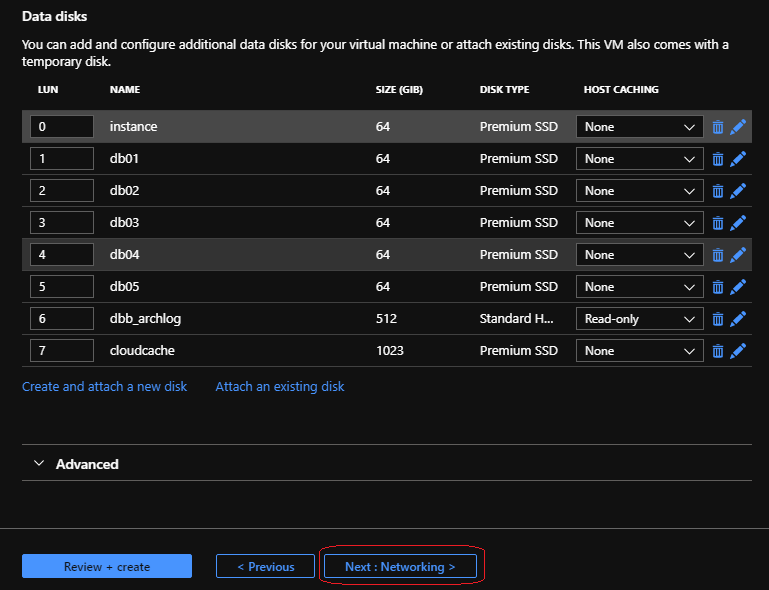 Data disks
You can add and configure additional data disks for your virtual machine or attach existing disks. This VM also comes with a
temporary disk.
LUN NAME SIZE (GIB) DISK TYPE HOST CACHING
0 instance 64 Premium SSD None
1 db01 64 Premium SSD None
2 db02 64 Premium SSD None
3 db03 64 Premium SSD None
4 db04 64 Premium SSD None
5 db05 64 Premium SSD None
6 dbb_archlog 512 Standard H... Read-only
7 cloudcache 1023 Premium SSD None
Create and attach a new disk Attach an existing disk
Advanced
Review + create < Previous Next : Networking >